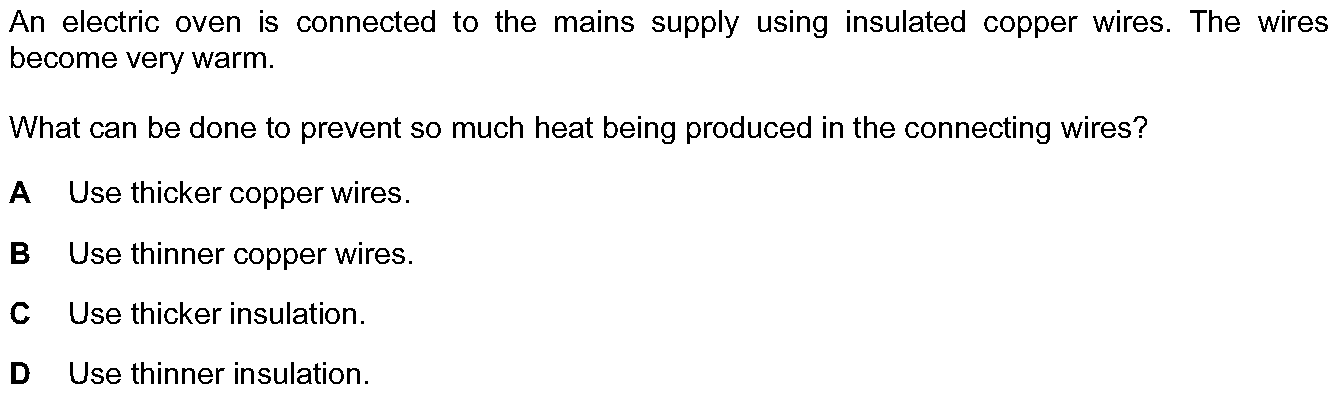 An electric oven is connected to the mains supply using insulated copper wires. The wires
become very warm.
What can be done to prevent so much heat being produced in the connecting wires?
A Use thicker copper wires.
B Use thinner copper wires.
C Use thicker insulation.
D Use thinner insulation.